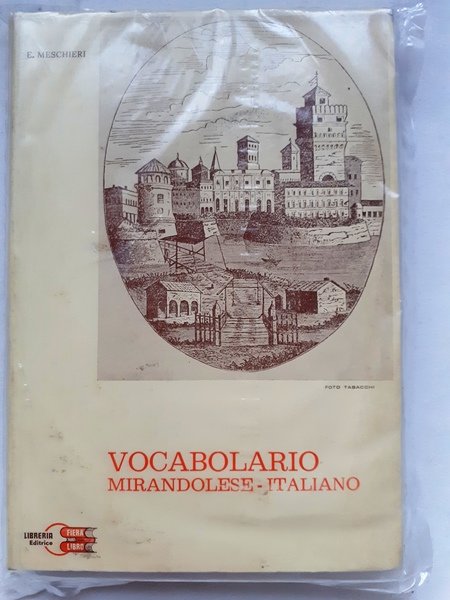 E. MESCHIERI
FOTO TABACCHI
VOCABOLARIO
MIRANDOLESE - ITALIANO
LIBRERIA
Editrice
FIERA
DEL
LIBRO